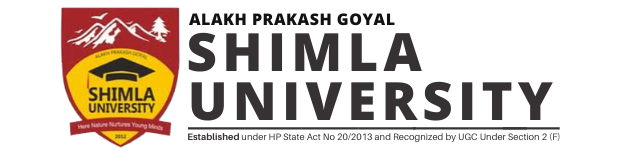 ALAKH PRAKASH GOYAL
SHIMLA
UNIVERSITY
Here Nature Nurtures Young Minds
2012
ALAKH PRAKASH GOYAL
SHIMLA
UNIVERSITY
Established under HP State Act No 20/2013 and Recognized by UGC Under Section 2 (F)